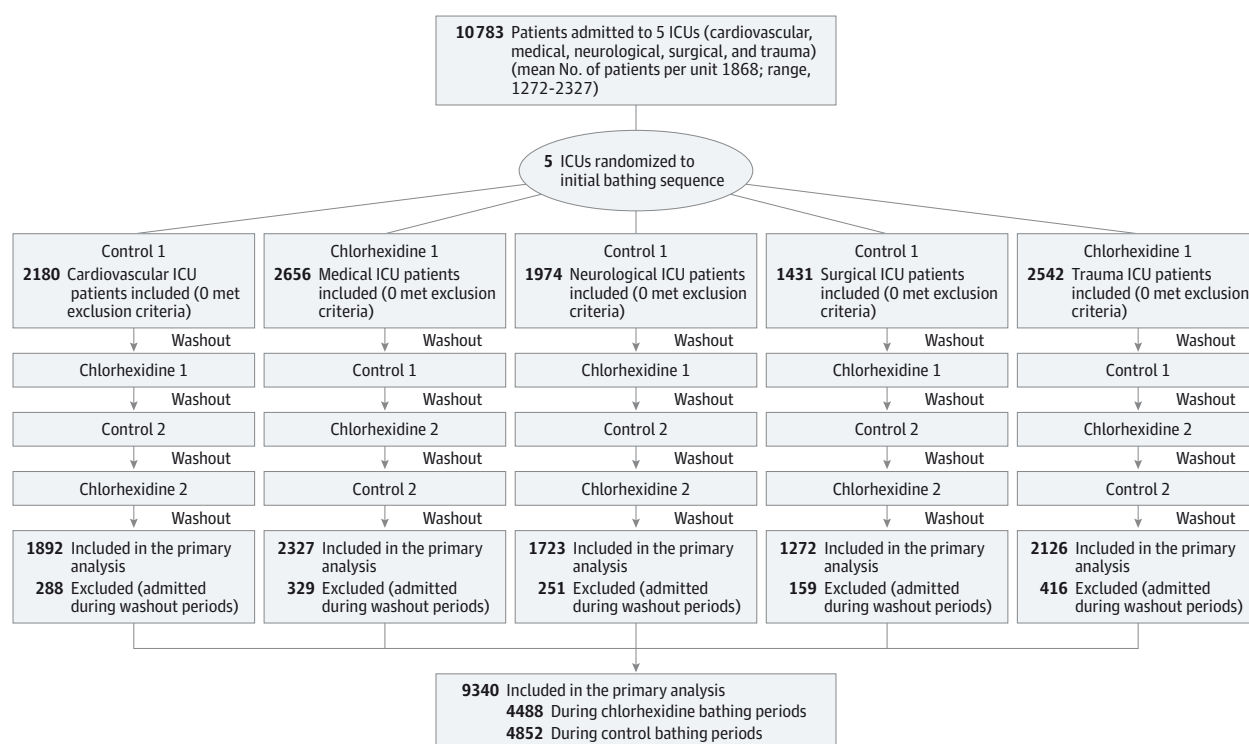 10 783 Patients admitted to 5 ICUs (cardiovascular,
medical, neurological, surgical, and trauma)
(mean No. of patients per unit 1868; range,
1272-2327)
5 ICUs randomized to
initial bathing sequence
Control 1
2180 Cardiovascular ICU
patients included (0 met
exclusion criteria)
Chlorhexidine 1
2656 Medical ICU patients
included (0 met exclusion
criteria)
Control 1
1974 Neurological ICU patients
included (0 met exclusion
criteria)
Control 1
1431 Surgical ICU patients
included (0 met exclusion
criteria)
Chlorhexidine 1
2542 Trauma ICU patients
included (0 met exclusion
criteria)
Washout
Washout
Washout
Washout
Washout
Chlorhexidine 1
Control 1
Chlorhexidine 1
Chlorhexidine 1
Control 1
Washout
Washout
Washout
Washout
Washout
Control 2
Chlorhexidine 2
Control 2
Control 2
Chlorhexidine 2
Washout
Washout
Washout
Washout
Washout
Chlorhexidine 2
Control 2
Chlorhexidine 2
Chlorhexidine 2
Control 2
Washout
Washout
Washout
Washout
Washout
1892 Included in the primary
analysis
288 Excluded (admitted
during washout periods)
2327 Included in the primary
analysis
329 Excluded (admitted
during washout periods)
1723 Included in the primary
analysis
251 Excluded (admitted
during washout periods)
1272 Included in the primary
analysis
159 Excluded (admitted
during washout periods)
2126 Included in the primary
analysis
416 Excluded (admitted
during washout periods)
9340 Included in the primary analysis
4488 During chlorhexidine bathing periods
4852 During control bathing periods